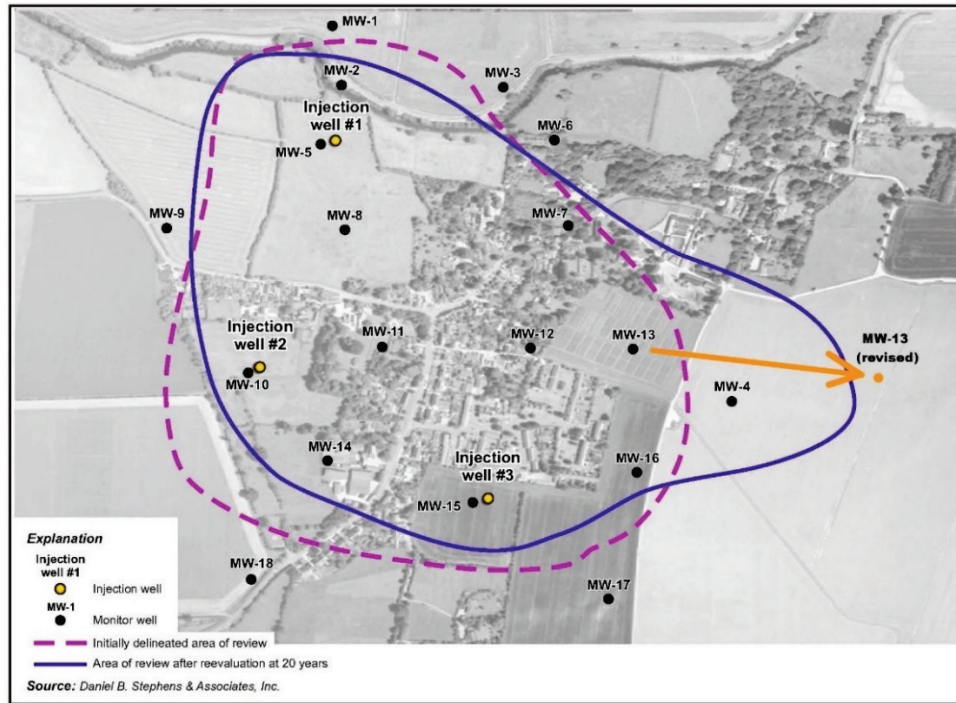 MW-1
MW-2
MW-3
Injection
well #1
MW-5
MW-6
MW-9
MW-8
MW-7
Injection
well #2
MW-11
MW-12
MW-13
MW-13
(revised)
MW-10
MW-4
MW-14
Injection
well #3
MW-16
MW-15
MW-18
MW-17
Explanation
Injection
well #1
Injection well
MW-1
Monitor well
Initially delineated area of review
Area of review after reevaluation at 20 years
Source: Daniel B. Stephens & Associates, Inc.